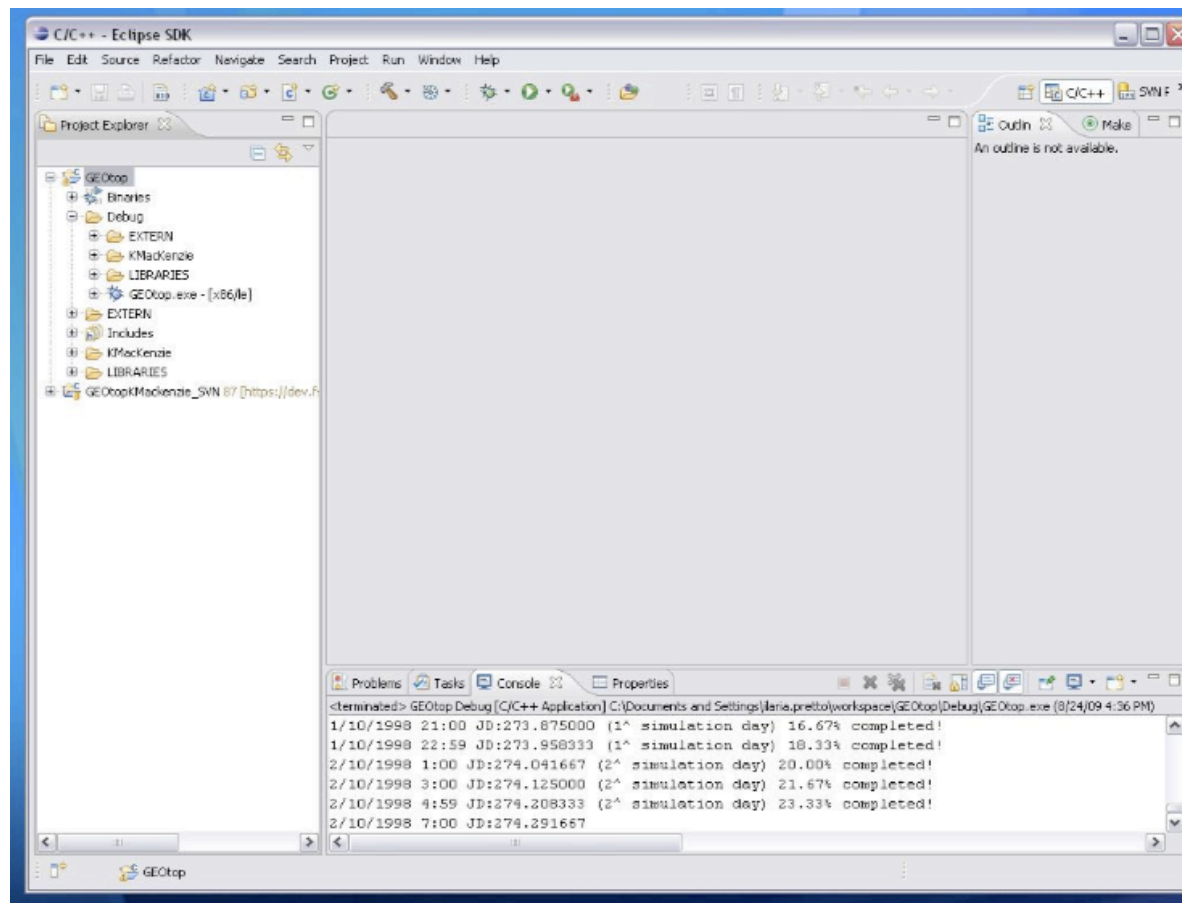 C/C++ - Eclipse SDK
File Edit Source Refactor Navigate Search Project Run Window Help
C/C++ SVN
Project Explorer
Outlin Make
An outline is not available.
GEOtop
Binaries
Debug
EXTERN
KMacKenzie
LIBRARIES
GEOtop.exe - [x86/le]
EXTERN
Includes
KMacKenzie
LIBRARIES
GEOtopKMackenzie_SVN 87 [https://dev.f
Problems Tasks Console Properties
<terminated> GEOtop Debug [C/C++ Application] C:\Documents and Settings\ilaria.pretto\workspace\GEOtop\Debug\GEOtop.exe (8/24/09 4:36 PM)
1/10/1998 21:00 JD:273.875000 (1^ simulation day) 16.67% completed!
1/10/1998 22:59 JD:273.958333 (1^ simulation day) 18.33% completed!
2/10/1998 1:00 JD:274.041667 (2^ simulation day) 20.00% completed!
2/10/1998 3:00 JD:274.125000 (2^ simulation day) 21.67% completed!
2/10/1998 4:59 JD:274.208333 (2^ simulation day) 23.33% completed!
2/10/1998 7:00 JD:274.291667
GEOtop